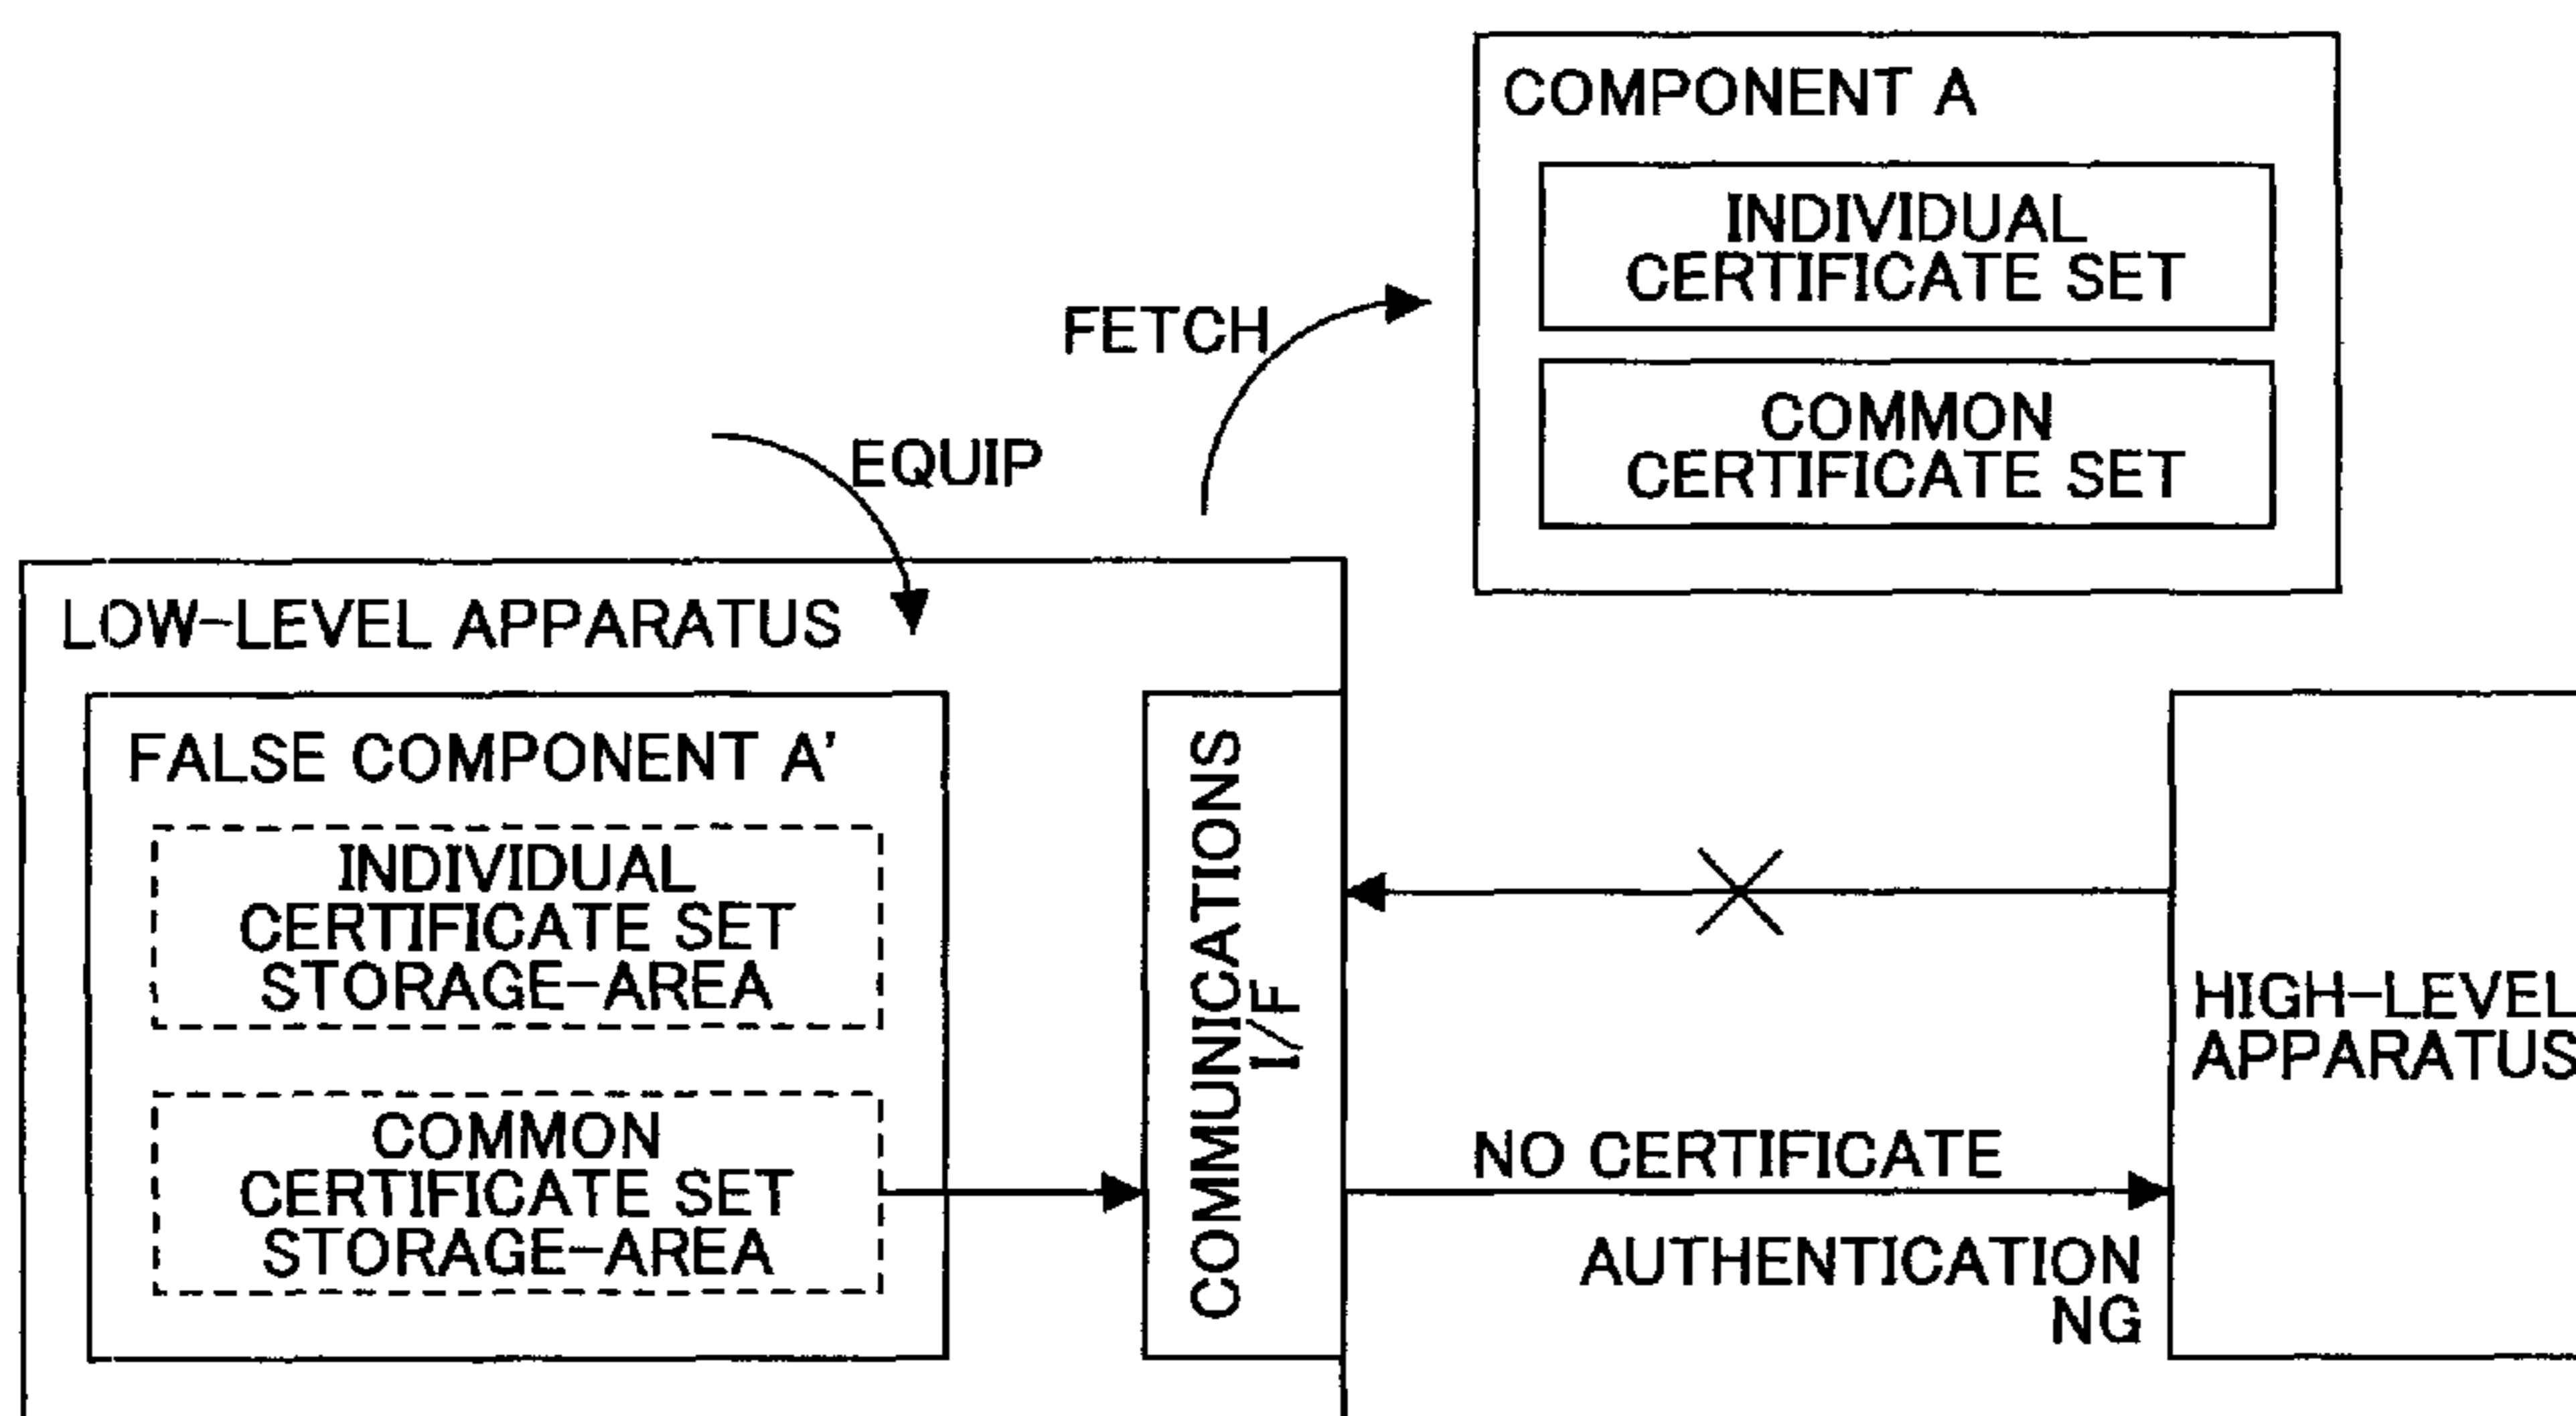 COMPONENT A
INDIVIDUAL
CERTIFICATE SET
COMMON
CERTIFICATE SET
FETCH
EQUIP
LOW-LEVEL APPARATUS
FALSE COMPONENT A'
INDIVIDUAL
CERTIFICATE SET
STORAGE-AREA
COMMON
CERTIFICATE SET
STORAGE-AREA
COMMUNICATIONS
I/F
NO CERTIFICATE
AUTHENTICATION
NG
HIGH-LEVEL
APPARATUS